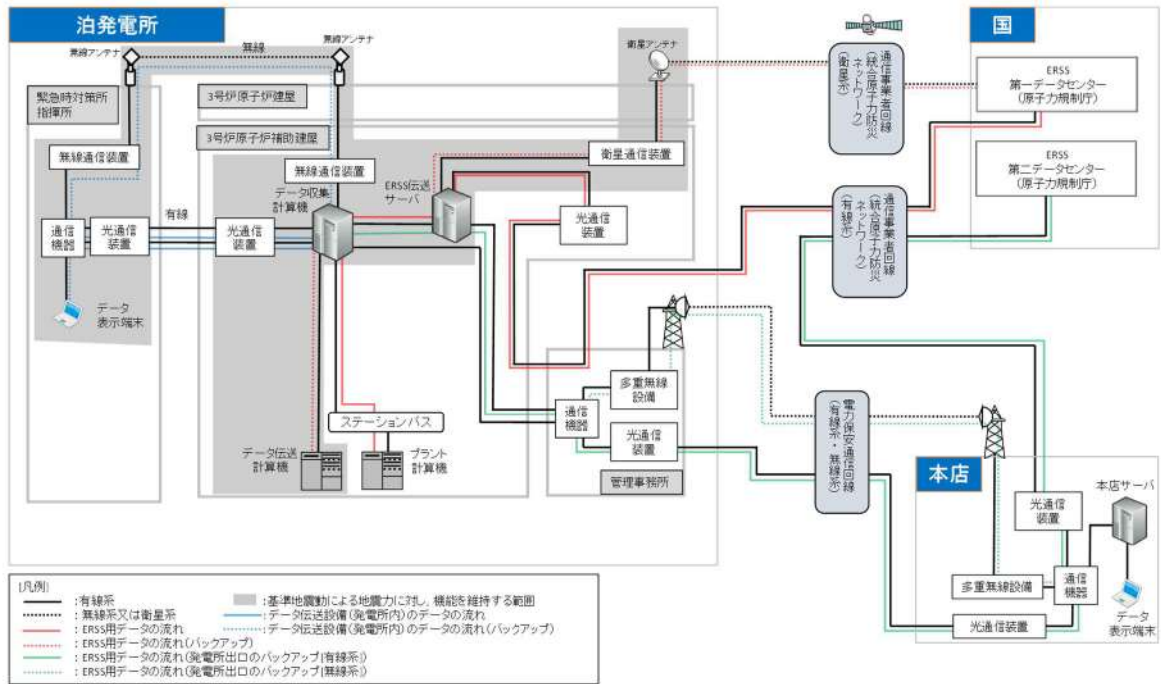 泊発電所
無線アンテナ
無線
無線アンテナ
衛星アンテナ
緊急時対策所
指揮所
3号炉原子炉建屋
3号炉原子炉補助建屋
無線通信装置
無線通信装置
衛星通信装置
データ収集
計算機
ERSS伝送
サーバ
有線
通信
機器
光通信
装置
光通信
装置
光通信
装置
データ
表示端末
ステーションバス
データ伝送
計算機
プラント
計算機
多重無線
設備
通信
機器
光通信
装置
管理事務所
通信事業者回線
(統合原子力防災
ネットワーク)
(衛星系)
通信事業者回線
(統合原子力防災
ネットワーク)
(有線系)
電力保安通信回線
(有線系・無線系)
国
ERSS
第一データセンター
(原子力規制庁)
ERSS
第二データセンター
(原子力規制庁)
本店
本店サーバ
光通信
装置
多重無線設備
通信
機器
光通信装置
データ
表示端末
[凡例]
:有線系
:無線系又は衛星系
:ERSS用データの流れ
:ERSS用データの流れ(バックアップ)
:ERSS用データの流れ(発電所出口のバックアップ[有線系])
:ERSS用データの流れ(発電所出口のバックアップ[無線系])
:基準地震動による地震力に対し,機能を維持する範囲
:データ伝送設備(発電所内)のデータの流れ
:データ伝送設備(発電所内)のデータの流れ(バックアップ)